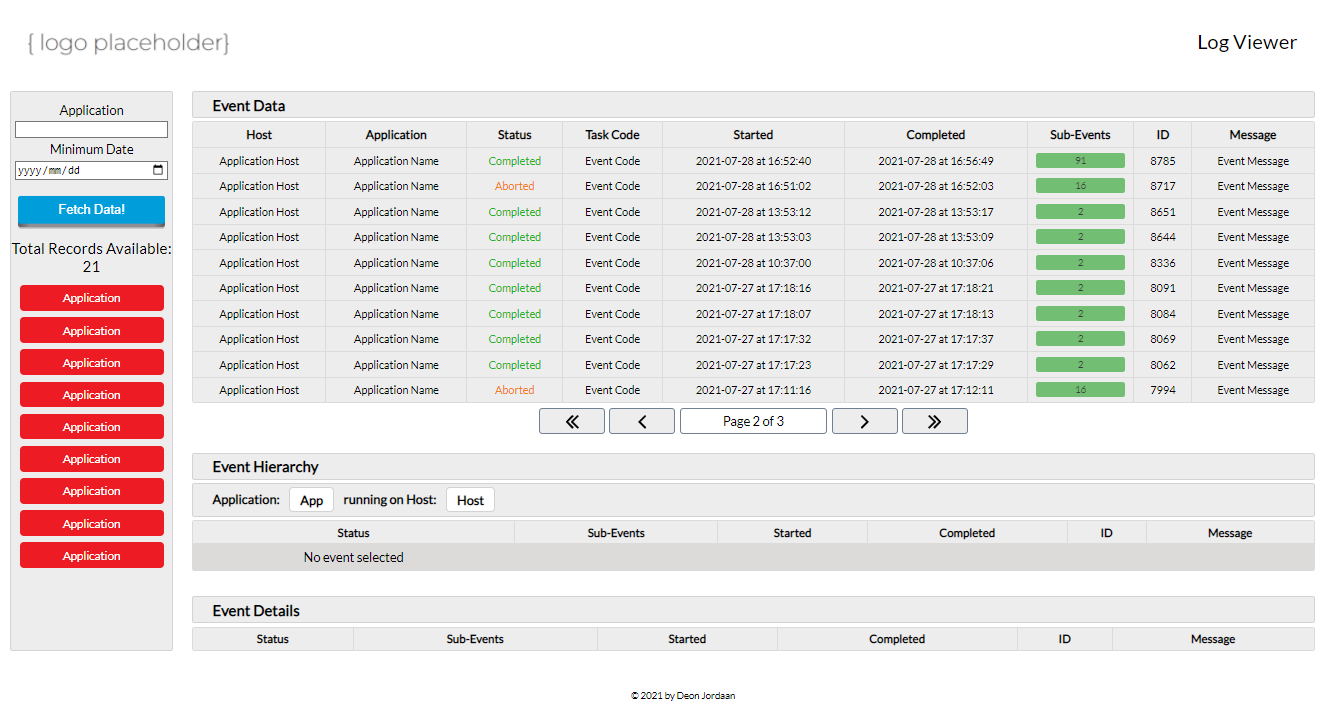 { logo placeholder}
Log Viewer
Application
Minimum Date
yyyy/mm/dd
Fetch Data!
Total Records Available:
21
Application
Application
Application
Application
Application
Application
Application
Application
Application
Event Data
Host Application Status Task Code Started Completed Sub-Events ID Message
Application Host Application Name Completed Event Code 2021-07-28 at 16:52:40 2021-07-28 at 16:56:49 91 8785 Event Message
Application Host Application Name Aborted Event Code 2021-07-28 at 16:51:02 2021-07-28 at 16:52:03 16 8717 Event Message
Application Host Application Name Completed Event Code 2021-07-28 at 13:53:12 2021-07-28 at 13:53:17 2 8651 Event Message
Application Host Application Name Completed Event Code 2021-07-28 at 13:53:03 2021-07-28 at 13:53:09 2 8644 Event Message
Application Host Application Name Completed Event Code 2021-07-28 at 10:37:00 2021-07-28 at 10:37:06 2 8336 Event Message
Application Host Application Name Completed Event Code 2021-07-27 at 17:18:16 2021-07-27 at 17:18:21 2 8091 Event Message
Application Host Application Name Completed Event Code 2021-07-27 at 17:18:07 2021-07-27 at 17:18:13 2 8084 Event Message
Application Host Application Name Completed Event Code 2021-07-27 at 17:17:32 2021-07-27 at 17:17:37 2 8069 Event Message
Application Host Application Name Completed Event Code 2021-07-27 at 17:17:23 2021-07-27 at 17:17:29 2 8062 Event Message
Application Host Application Name Aborted Event Code 2021-07-27 at 17:11:16 2021-07-27 at 17:12:11 16 7994 Event Message
Page 2 of 3
Event Hierarchy
Application: App running on Host: Host
Status Sub-Events Started Completed ID Message
No event selected
Event Details
Status Sub-Events Started Completed ID Message
© 2021 by Deon Jordaan